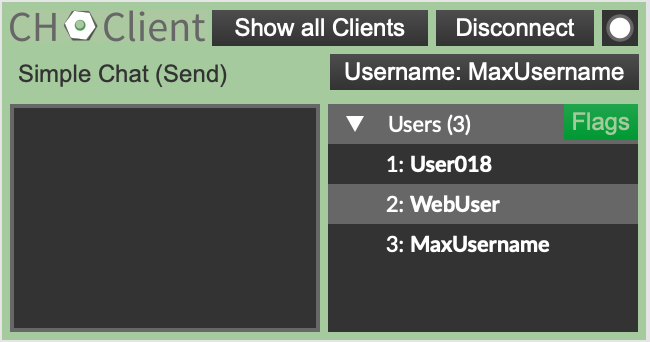 CH Client
Show all Clients
Disconnect
Simple Chat (Send)
Username: MaxUsername
Users (3)
Flags
1: User018
2: WebUser
3: MaxUsername